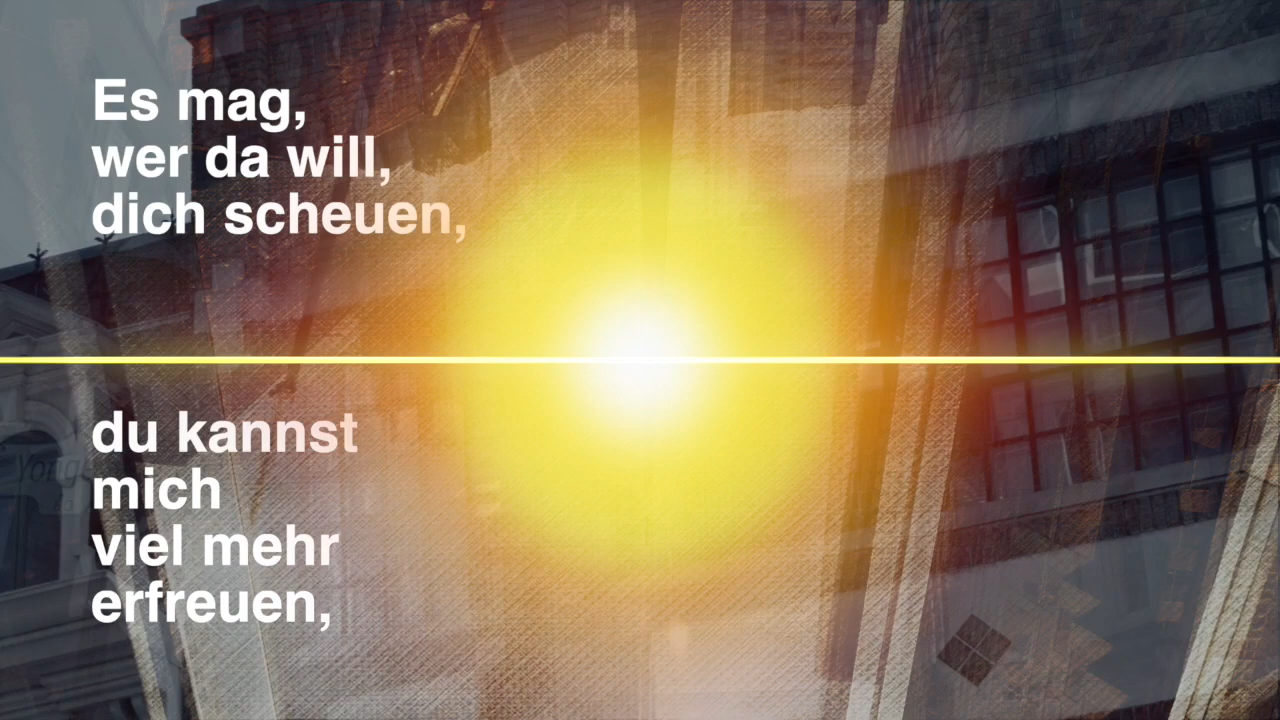 Es mag,
wer da will,
dich scheuen,
du kannst
mich
viel mehr
erfreuen,